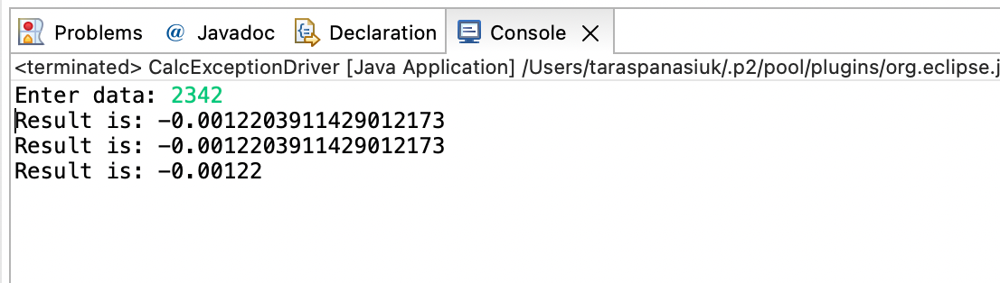 Problems @ Javadoc Declaration Console
<terminated> CalcExceptionDriver [Java Application] /Users/taraspanasiuk/.p2/pool/plugins/org.eclipse.j
Enter data: 2342
Result is: -0.0012203911429012173
Result is: -0.0012203911429012173
Result is: -0.00122